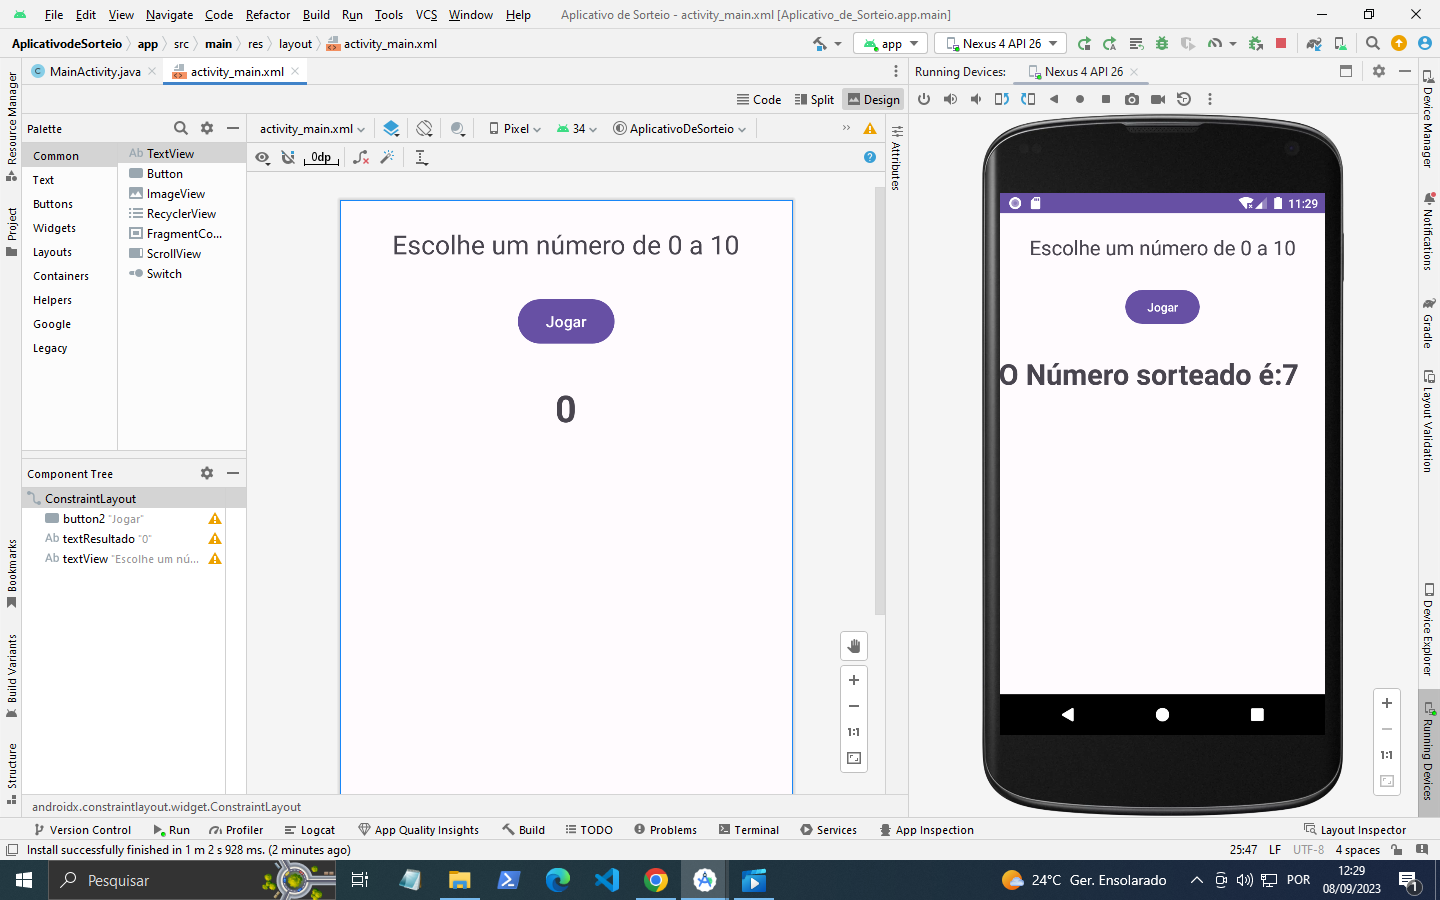 File Edit View Navigate Code Refactor Build Run Tools VCS Window Help Aplicativo de Sorteio - activity_main.xml [Aplicativo_de_Sorteio.app.main]
AplicativodeSorteio app src main res layout activity_main.xml app Nexus 4 API 26
MainActivity.java activity_main.xml Running Devices: Nexus 4 API 26
Code Split Design
Palette activity_main.xml Pixel 34 AplicativoDeSorteio
0dp
Common
Text
Buttons
Widgets
Layouts
Containers
Helpers
Google
Legacy
Ab TextView
Button
ImageView
RecyclerView
FragmentCo...
ScrollView
Switch
Component Tree
ConstraintLayout
button2 "Jogar"
Ab textResultado "0"
Ab textView "Escolhe um nú...
Escolhe um número de 0 a 10
Jogar
0
1:1
11:29
Escolhe um número de 0 a 10
Jogar
O Número sorteado é:7
1:1
Resource Manager
Project
Bookmarks
Build Variants
Structure
Attributes
Device Manager
Notifications
Gradle
Layout Validation
Device Explorer
Running Devices
androidx.constraintlayout.widget.ConstraintLayout
Version Control Run Profiler Logcat App Quality Insights Build TODO Problems Terminal Services App Inspection Layout Inspector
Install successfully finished in 1 m 2 s 928 ms. (2 minutes ago) 25:47 LF UTF-8 4 spaces
Pesquisar 24°C Ger. Ensolarado POR 12:29
08/09/2023 1